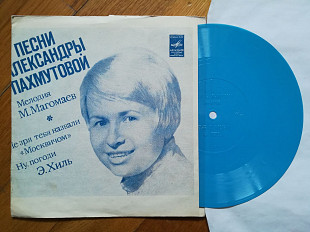 ПЕСНИ
АЛЕКСАНДРЫ
ПАХМУТОВОЙ
Мелодия
М. Магомаев
*
Не зря тебя назвали
«Москвичом»
Ну погоди
Э. Хиль